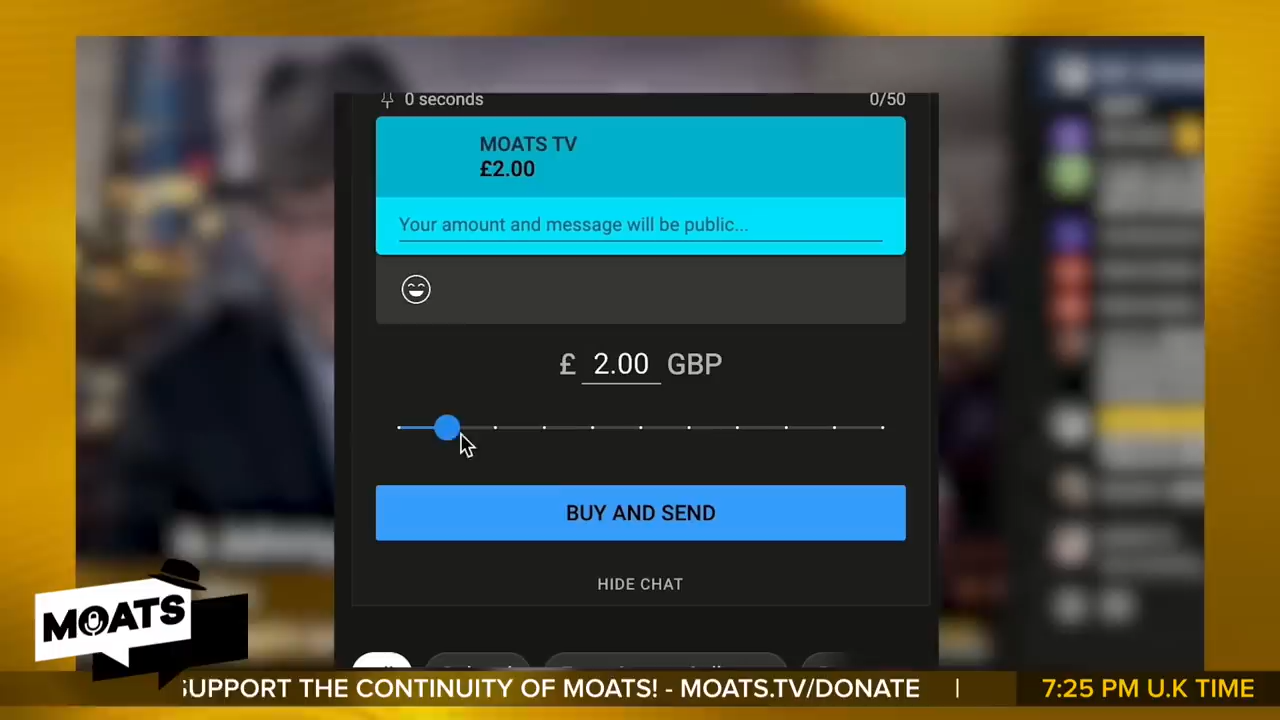 0 seconds
0/50
MOATS TV
£2.00
Your amount and message will be public...
£ 2.00 GBP
BUY AND SEND
HIDE CHAT
MOATS
SUPPORT THE CONTINUITY OF MOATS! - MOATS.TV/DONATE |
7:25 PM U.K TIME